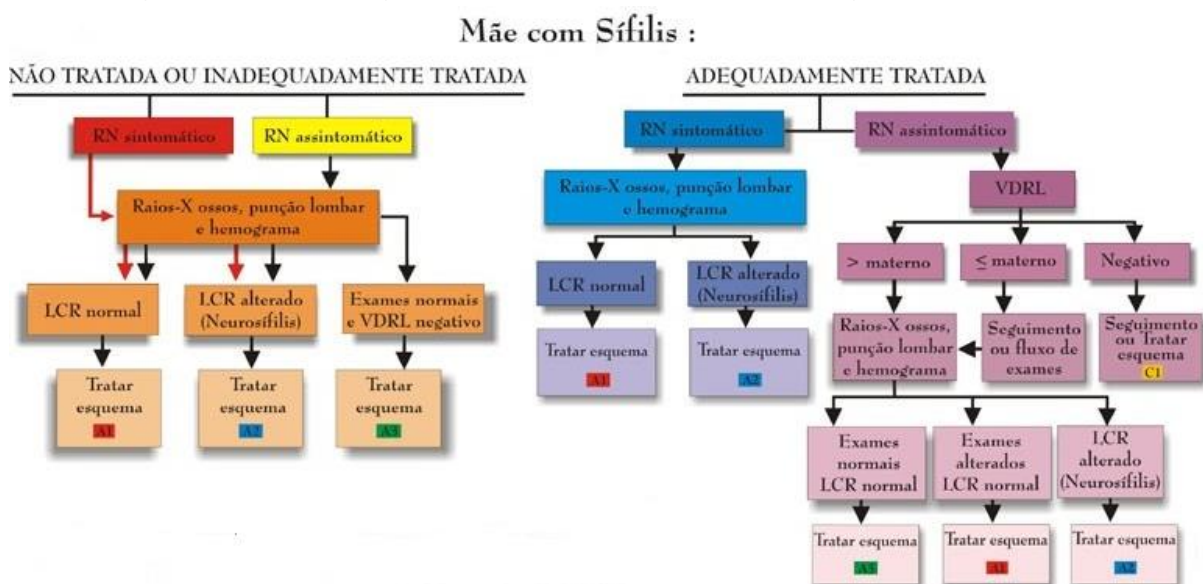 Mãe com Sífilis :
NÃO TRATADA OU INADEQUADAMENTE TRATADA
RN sintomático
RN assintomático
Raios-X ossos, punção lombar
e hemograma
LCR normal
LCR alterado
(Neurosífilis)
Exames normais
e VDRL negativo
Tratar
esquema
A1
Tratar
esquema
A2
Tratar
esquema
A3
ADEQUADAMENTE TRATADA
RN sintomático
RN assintomático
Raios-X ossos, punção lombar
e hemograma
LCR normal
LCR alterado
(Neurosífilis)
Tratar esquema
A1
Tratar esquema
A2
VDRL
> materno
≤ materno
Negativo
Raios-X ossos,
punção lombar
e hemograma
Seguimento
ou fluxo de
exames
Seguimento
ou Tratar
esquema
C1
Exames
normais
LCR normal
Exames
alterados
LCR normal
LCR
alterado
(Neurosífilis)
Tratar esquema
A3
Tratar esquema
A1
Tratar esquema
A2